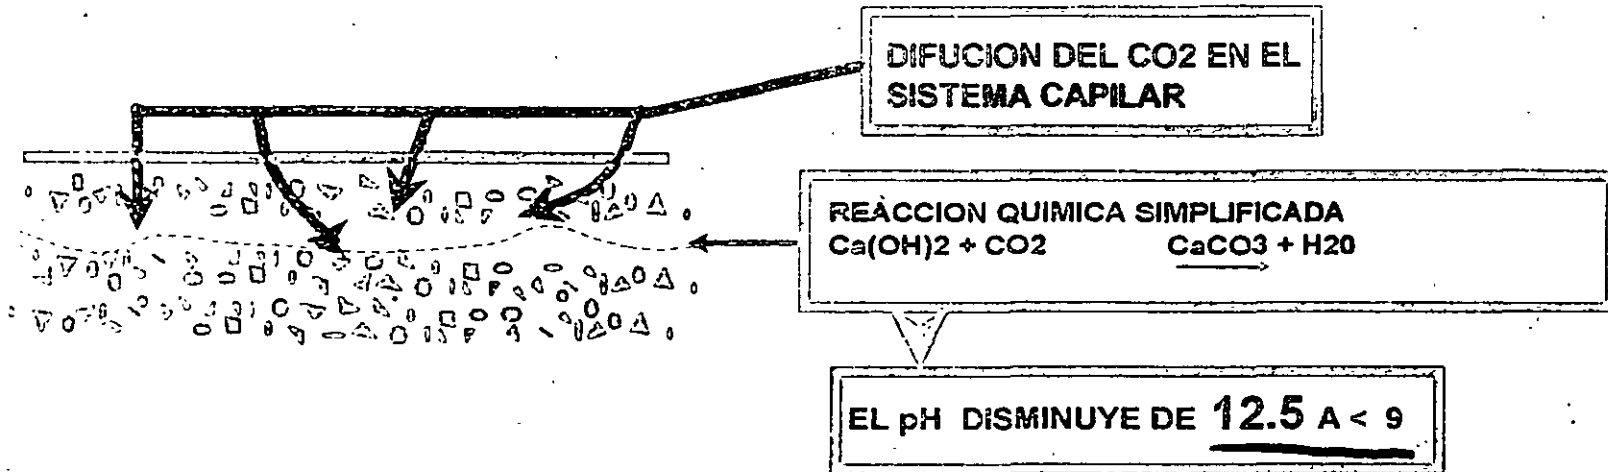 DIFUCION DEL CO2 EN EL
SISTEMA CAPILAR
REACCION QUIMICA SIMPLIFICADA
Ca(OH)2 + CO2 CaCO3 + H20
EL pH DISMINUYE DE 12.5 A < 9